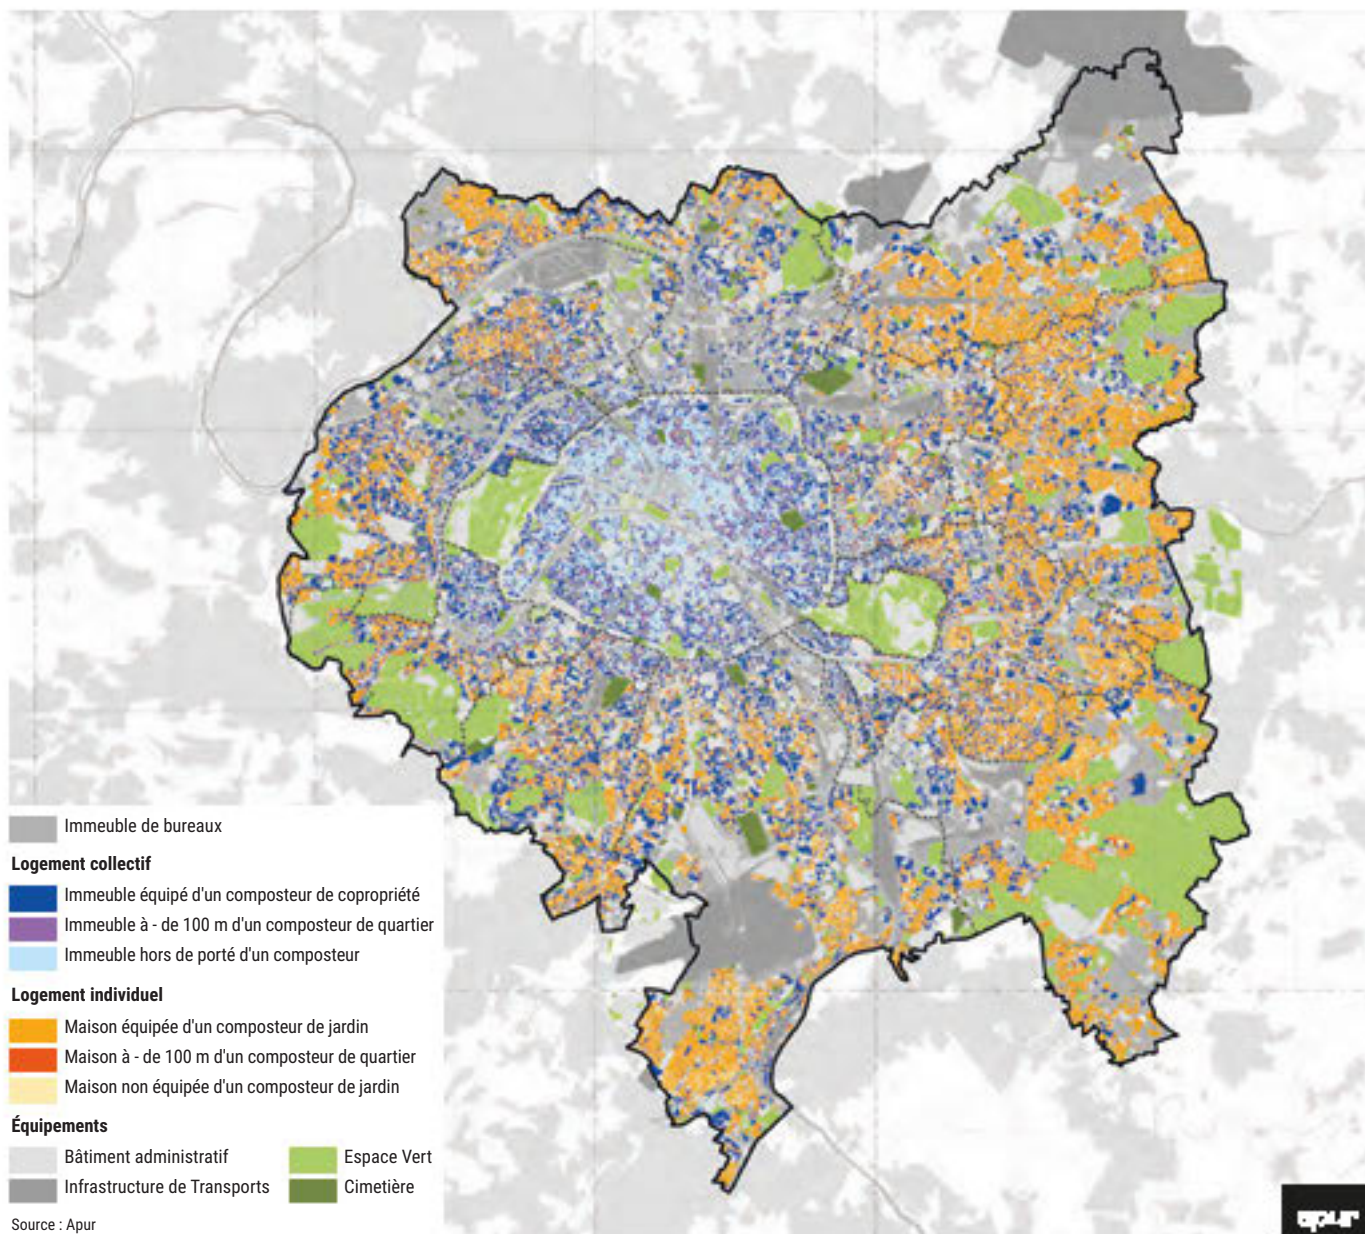 Immeuble de bureaux
Logement collectif
Immeuble équipé d'un composteur de copropriété
Immeuble à - de 100 m d'un composteur de quartier
Immeuble hors de porté d'un composteur
Logement individuel
Maison équipée d'un composteur de jardin
Maison à - de 100 m d'un composteur de quartier
Maison non équipée d'un composteur de jardin
Équipements
Bâtiment administratif
Espace Vert
Infrastructure de Transports
Cimetière
Source : Apur
apur